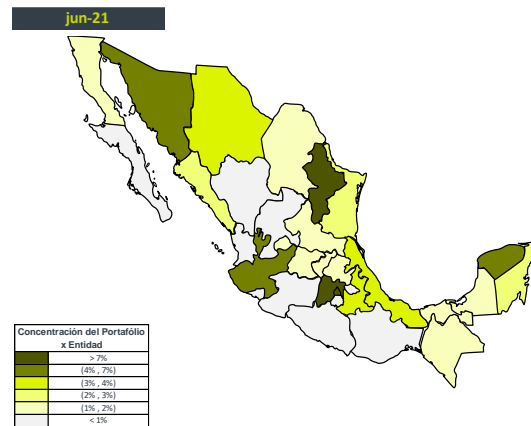 jun-21
Concentración del Portafólio
x Entidad
> 7%
(4% , 7%)
(3% , 4%)
(2% , 3%)
(1% , 2%)
< 1%